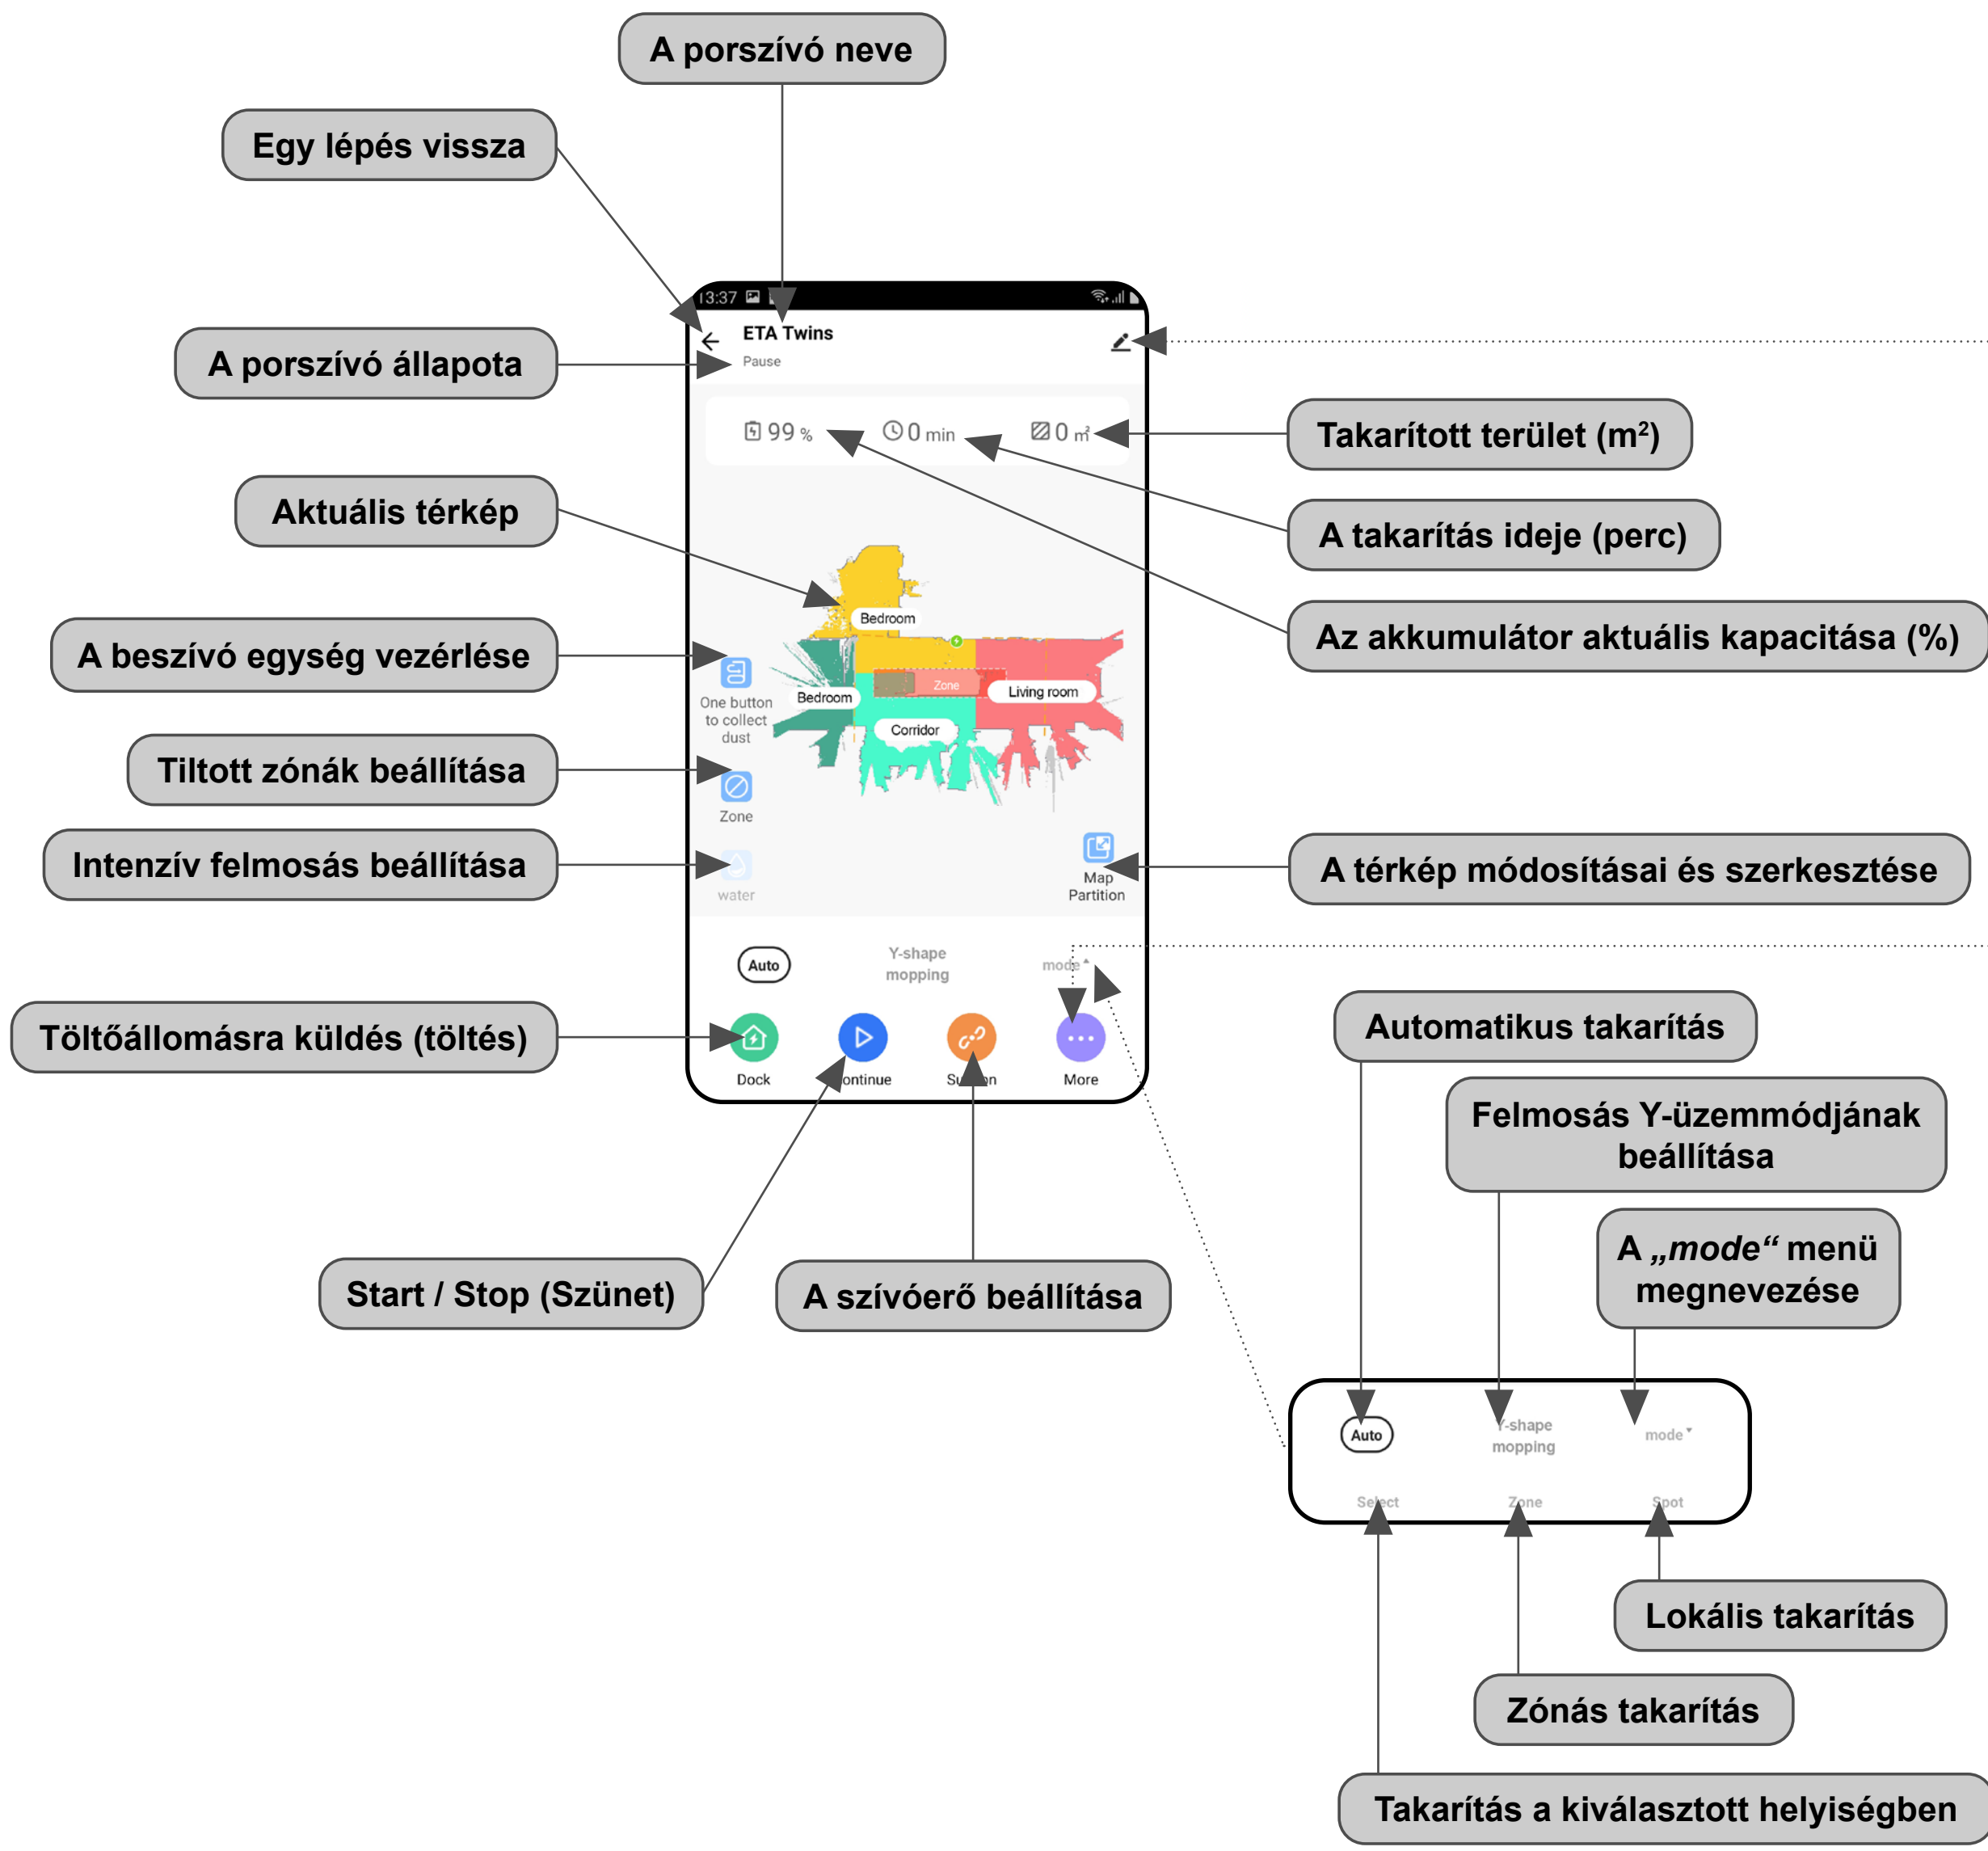 A porszívó neve
Egy lépés vissza
13:37
ETA Twins
A porszívó állapota
Pause
Takarított terület (m²)
99 %
0 min
0 m²
Aktuális térkép
A takarítás ideje (perc)
Az akkumulátor aktuális kapacitása (%)
Bedroom
A beszívó egység vezérlése
Zone
Living room
Bedroom
One button
to collect
dust
Corridor
Tiltott zónák beállítása
Zone
Intenzív felmosás beállítása
A térkép módosításai és szerkesztése
water
Map
Partition
Auto
Y-shape
mopping
mode
Töltőállomásra küldés (töltés)
Automatikus takarítás
Dock
More
Felmosás Y-üzemmódjának
beállítása
A „mode“ menü
megnevezése
Start / Stop (Szünet)
A szívóerő beállítása
Auto
Y-shape
mopping
mode
Select
Zone
Spot
Lokális takarítás
Zónás takarítás
Takarítás a kiválasztott helyiségben